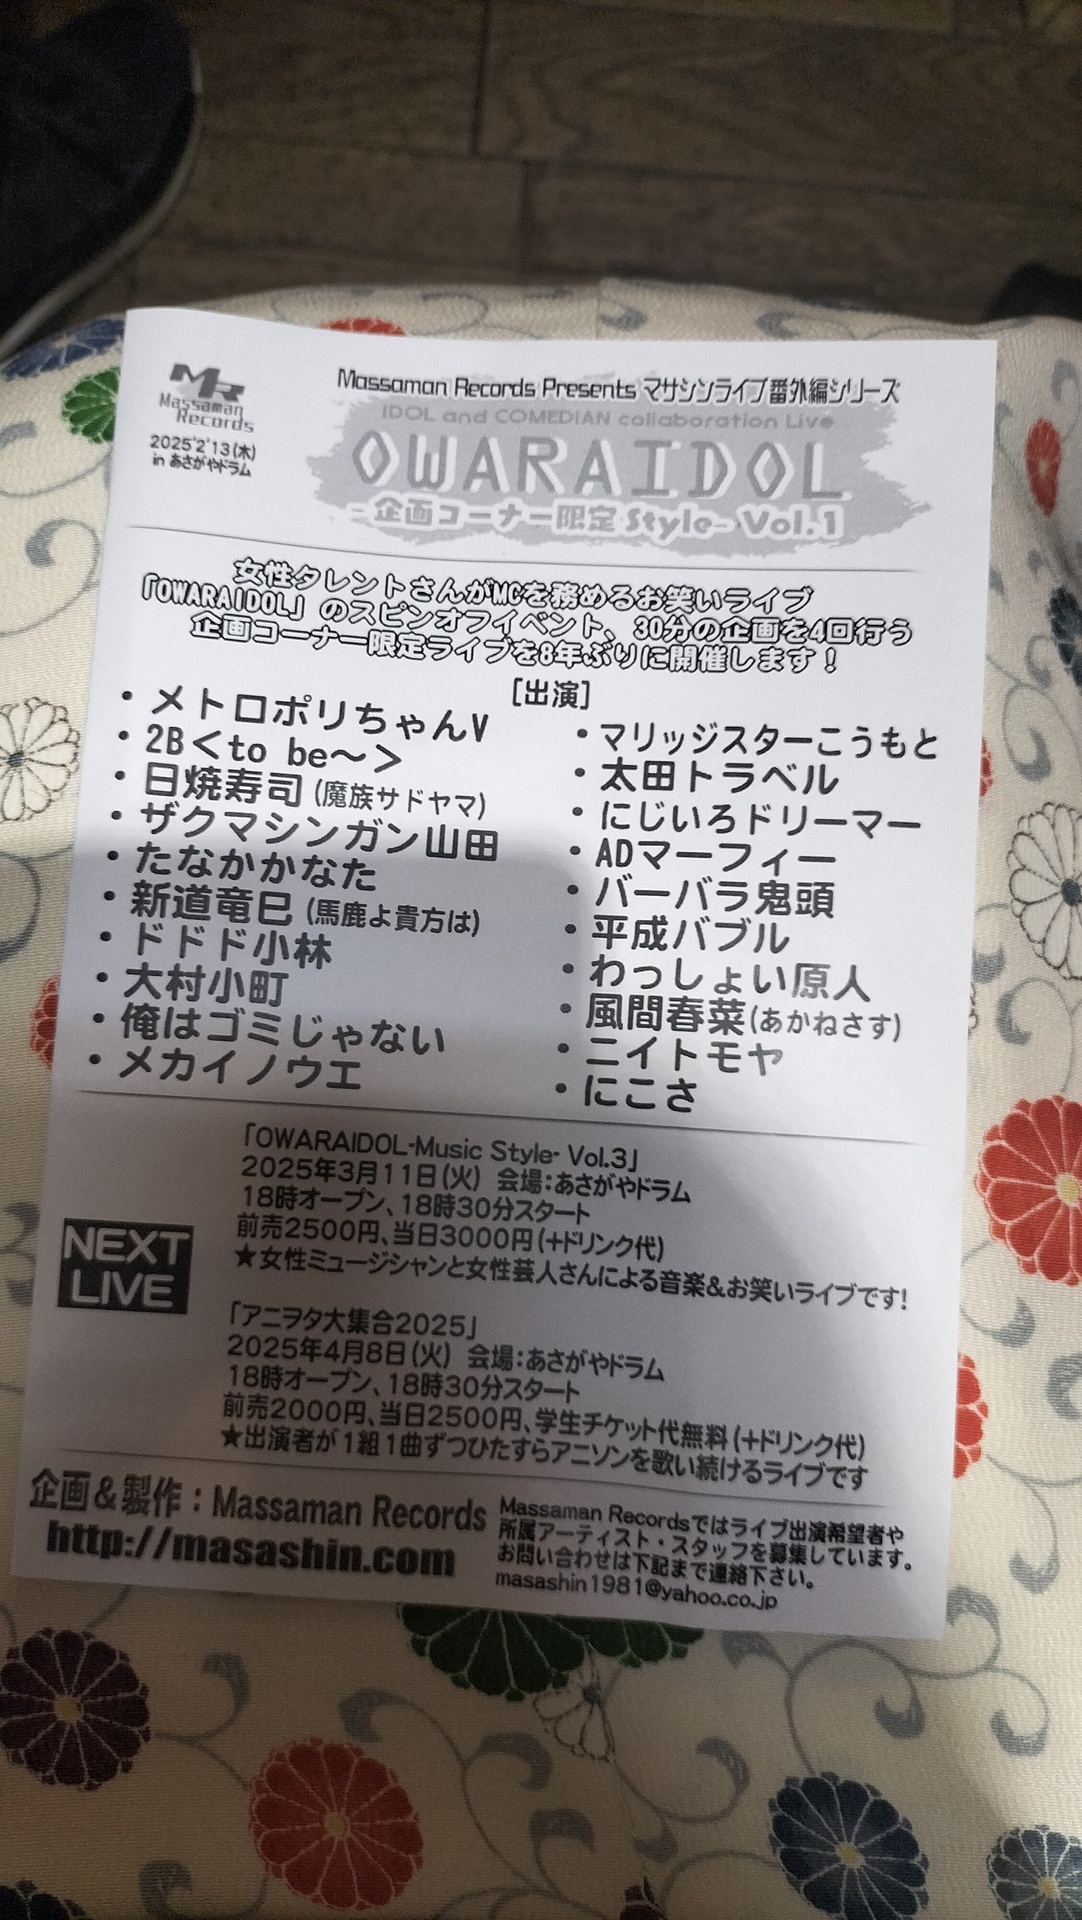 MR
Massaman
Records
2025'2'13(木)
in あさがやドラム
Massaman Records Presents マサシンライブ番外編シリーズ
IDOL and COMEDIAN collaboration Live
OWARAIDOL
-企画コーナー限定 Style- Vol.1
女性タレントさんがMCを務めるお笑いライブ
「OWARAIDOL」のスピンオフイベント、30分の企画を4回行う
企画コーナー限定ライブを8年ぶりに開催します！
[出演]
・メトロポリちゃんV
・2B＜to be～＞
・日焼寿司(魔族サドヤマ)
・ザクマシンガン山田
・たなかかなた
・新道竜巳(馬鹿よ貴方は)
・ドドド小林
・大村小町
・俺はゴミじゃない
・メカイノウエ
・マリッジスターこうもと
・太田トラベル
・にじいろドリーマー
・ADマーフィー
・バーバラ鬼頭
・平成バブル
・わっしょい原人
・風間春菜(あかねさす)
・ニイトモヤ
・にこさ
NEXT
LIVE
「OWARAIDOL-Music Style- Vol.3」
2025年3月11日(火) 会場：あさがやドラム
18時オープン、18時30分スタート
前売2500円、当日3000円(+ドリンク代)
★女性ミュージシャンと女性芸人さんによる音楽&お笑いライブです!
「アニヲタ大集合2025」
2025年4月8日(火) 会場：あさがやドラム
18時オープン、18時30分スタート
前売2000円、当日2500円、学生チケット代無料(+ドリンク代)
★出演者が1組1曲ずつひたすらアニソンを歌い続けるライブです
企画＆製作：Massaman Records
http://masashin.com
Massaman Recordsではライブ出演希望者や
所属アーティスト・スタッフを募集しています。
お問い合わせは下記まで連絡下さい。
masashin1981@yahoo.co.jp